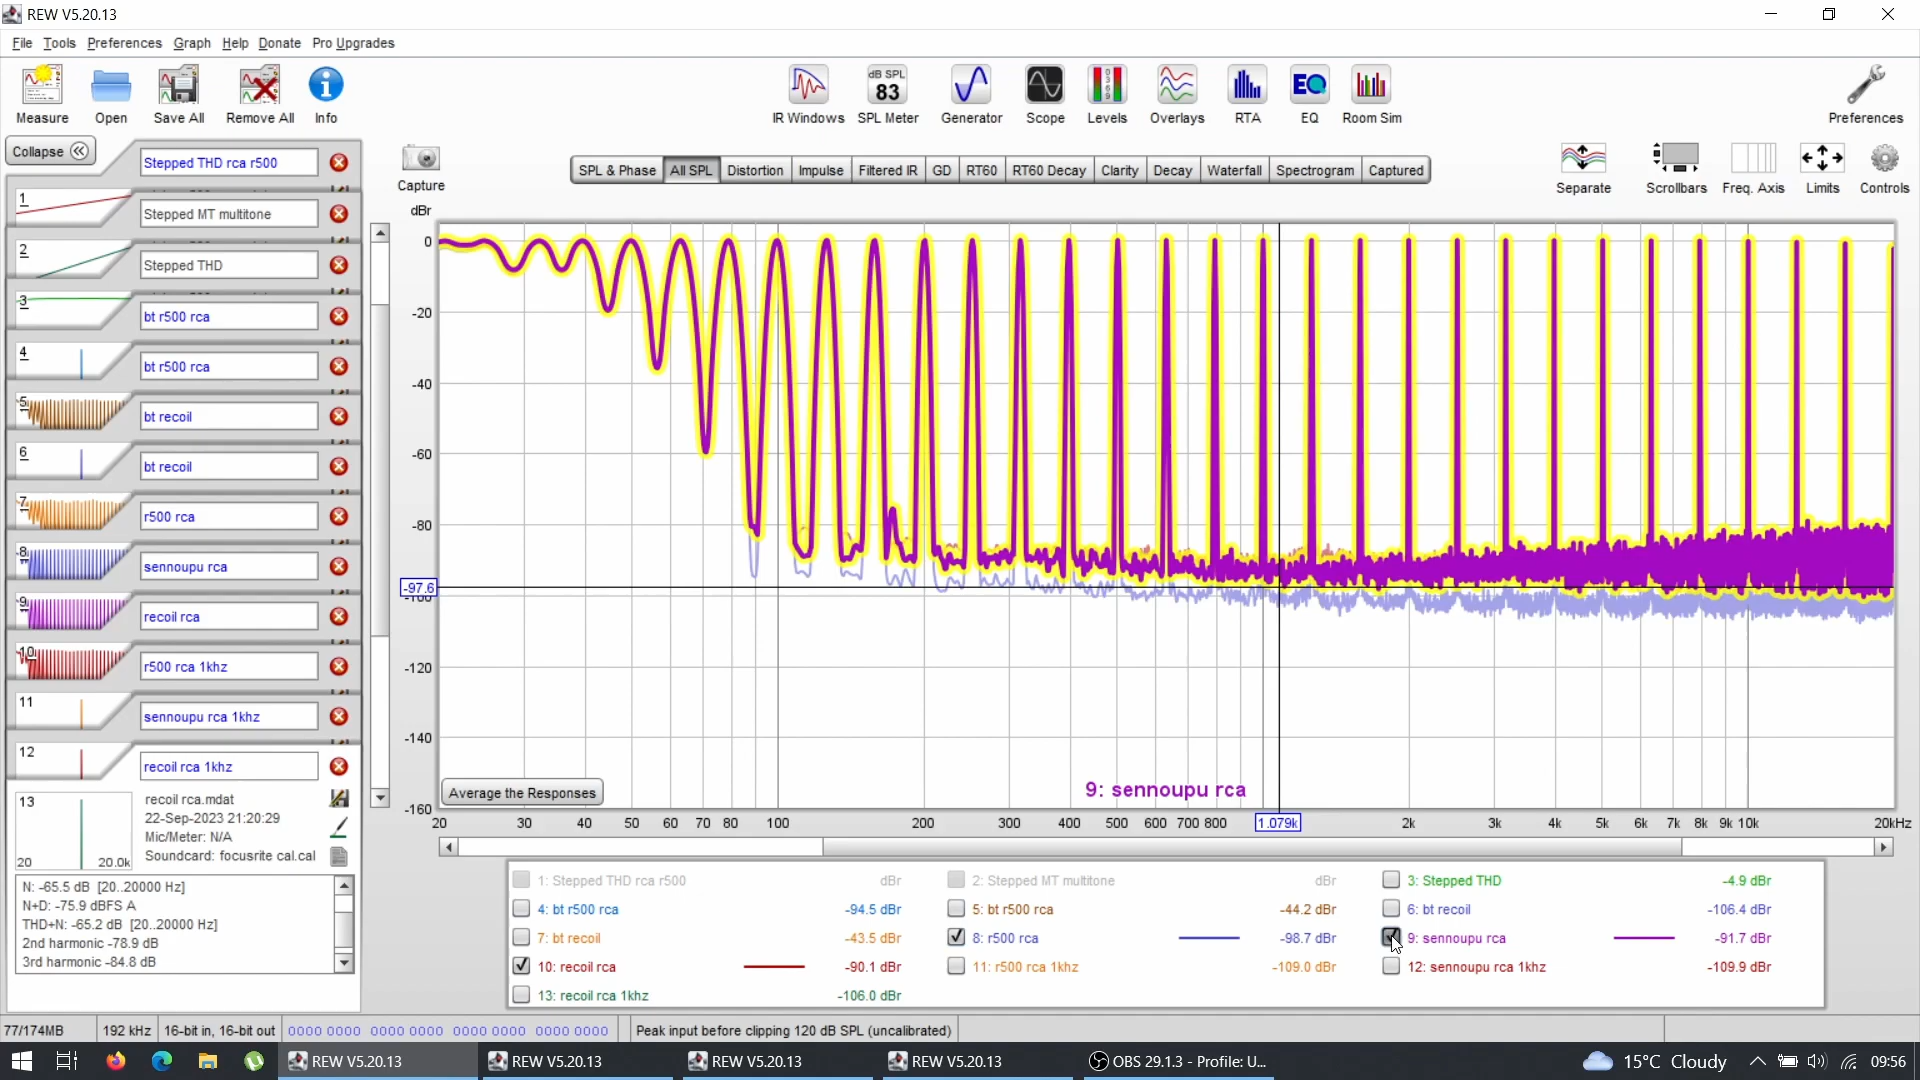 REW V5.20.13
File Tools Preferences Graph Help Donate Pro Upgrades
dB SPL
83
EQ
Measure Open Save All Remove All Info IR Windows SPL Meter Generator Scope Levels Overlays RTA EQ Room Sim Preferences
Collapse
Stepped THD rca r500
Capture
SPL & Phase All SPL Distortion Impulse Filtered IR GD RT60 RT60 Decay Clarity Decay Waterfall Spectrogram Captured
Separate Scrollbars Freq. Axis Limits Controls
1
Stepped MT multitone
2
Stepped THD
3
bt r500 rca
4
bt r500 rca
5
bt recoil
6
bt recoil
7
r500 rca
8
sennoupu rca
9
recoil rca
10
r500 rca 1khz
11
sennoupu rca 1khz
12
recoil rca 1khz
13
20 20.0k
recoil rca.mdat
22-Sep-2023 21:20:29
Mic/Meter: N/A
Soundcard: focusrite cal.cal
N: -65.5 dB [20..20000 Hz]
N+D: -75.9 dBFS A
THD+N: -65.2 dB [20..20000 Hz]
2nd harmonic -78.9 dB
3rd harmonic -84.8 dB
dBr
0
-20
-40
-60
-80
-97.6
-100
-120
-140
-160
Average the Responses
9: sennoupu rca
20 30 40 50 60 70 80 100 200 300 400 500 600 700 800 1.079k 2k 3k 4k 5k 6k 7k 8k 9k 10k 20kHz
1: Stepped THD rca r500 dBr 2: Stepped MT multitone dBr 3: Stepped THD -4.9 dBr
4: bt r500 rca -94.5 dBr 5: bt r500 rca -44.2 dBr 6: bt recoil -106.4 dBr
7: bt recoil -43.5 dBr 8: r500 rca -98.7 dBr 9: sennoupu rca -91.7 dBr
10: recoil rca -90.1 dBr 11: r500 rca 1khz -109.0 dBr 12: sennoupu rca 1khz -109.9 dBr
13: recoil rca 1khz -106.0 dBr
77/174MB 192 kHz 16-bit in, 16-bit out 0000 0000 0000 0000 0000 0000 0000 0000 Peak input before clipping 120 dB SPL (uncalibrated)
REW V5.20.13 REW V5.20.13 REW V5.20.13 REW V5.20.13 OBS 29.1.3 - Profile: U... 15°C Cloudy 09:56